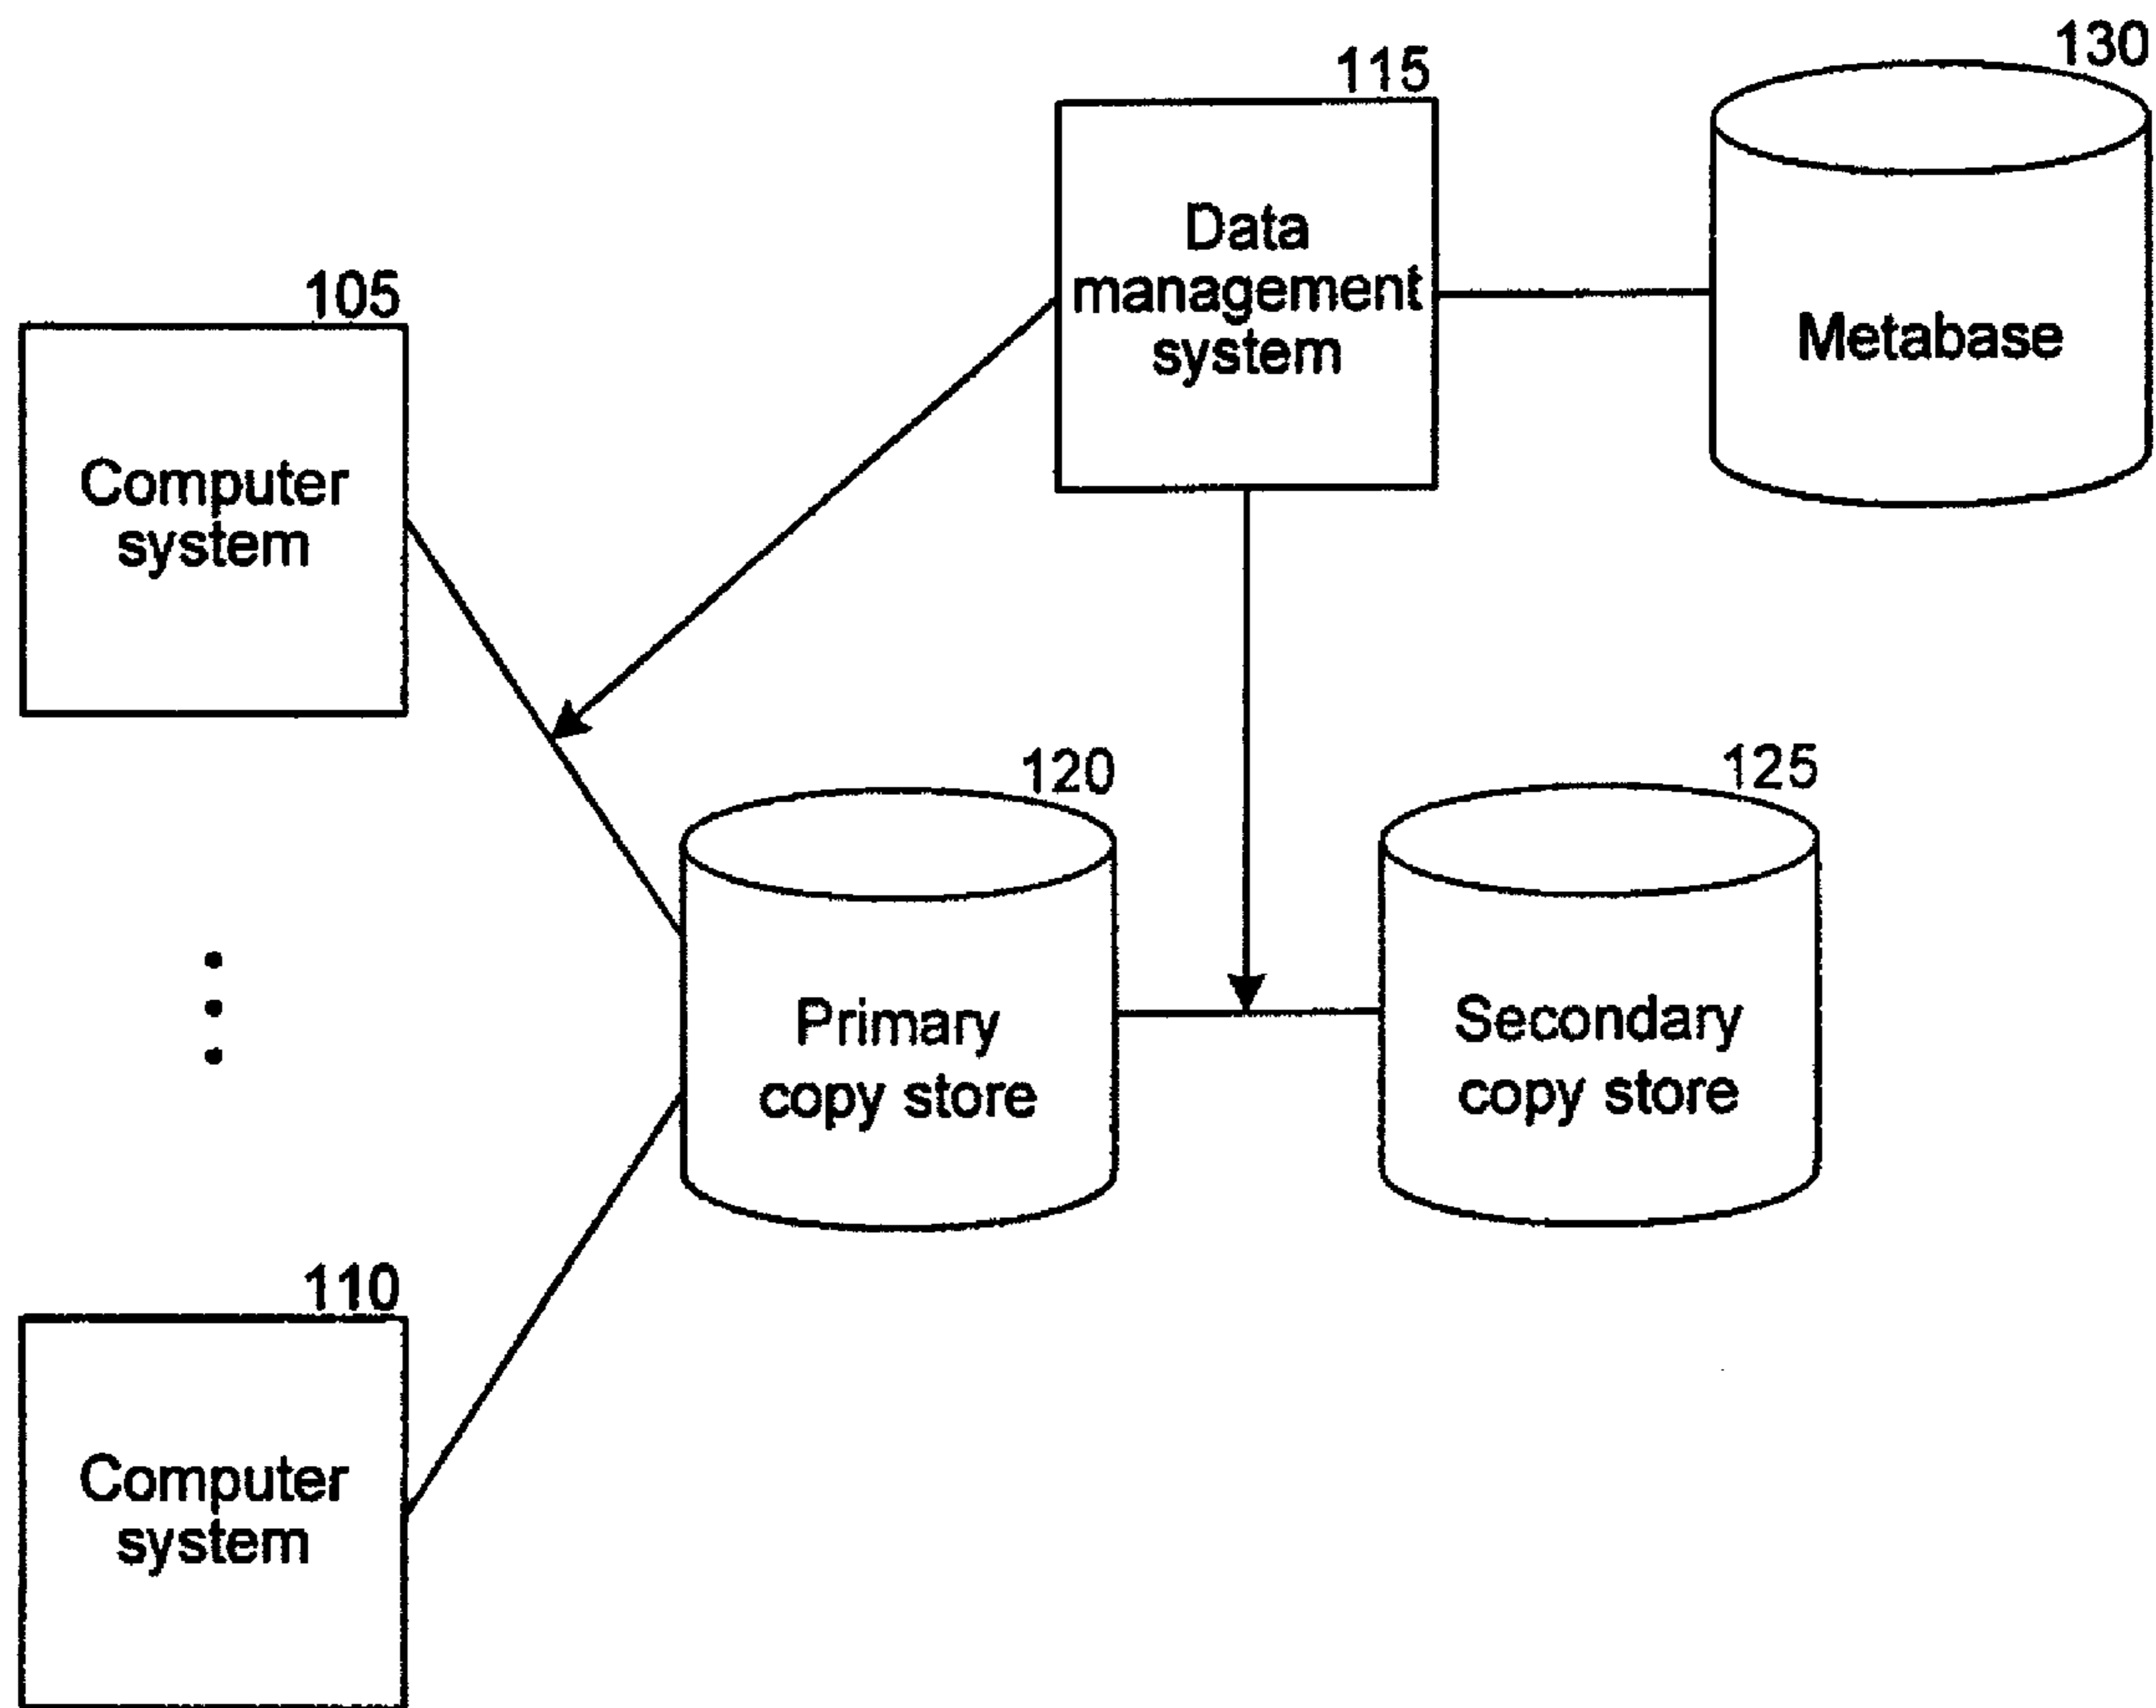 130
115
Data
management
system
Metabase
105
Computer
system
120
Primary
copy store
125
Secondary
copy store
110
Computer
system